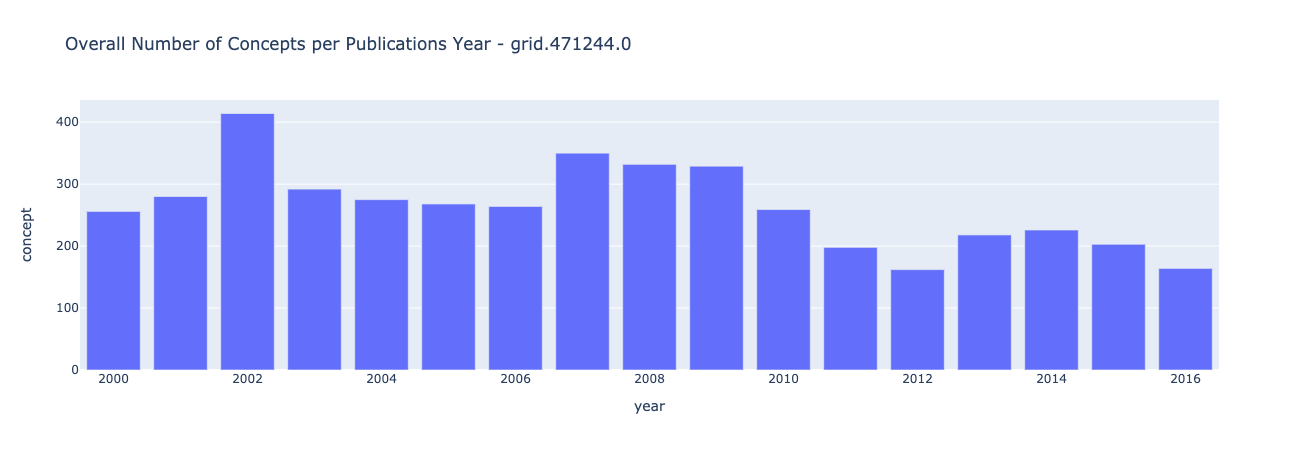 Overall Number of Concepts per Publications Year - grid.471244.0
concept
400
300
200
100
0
2000 2002 2004 2006 2008 2010 2012 2014 2016
year